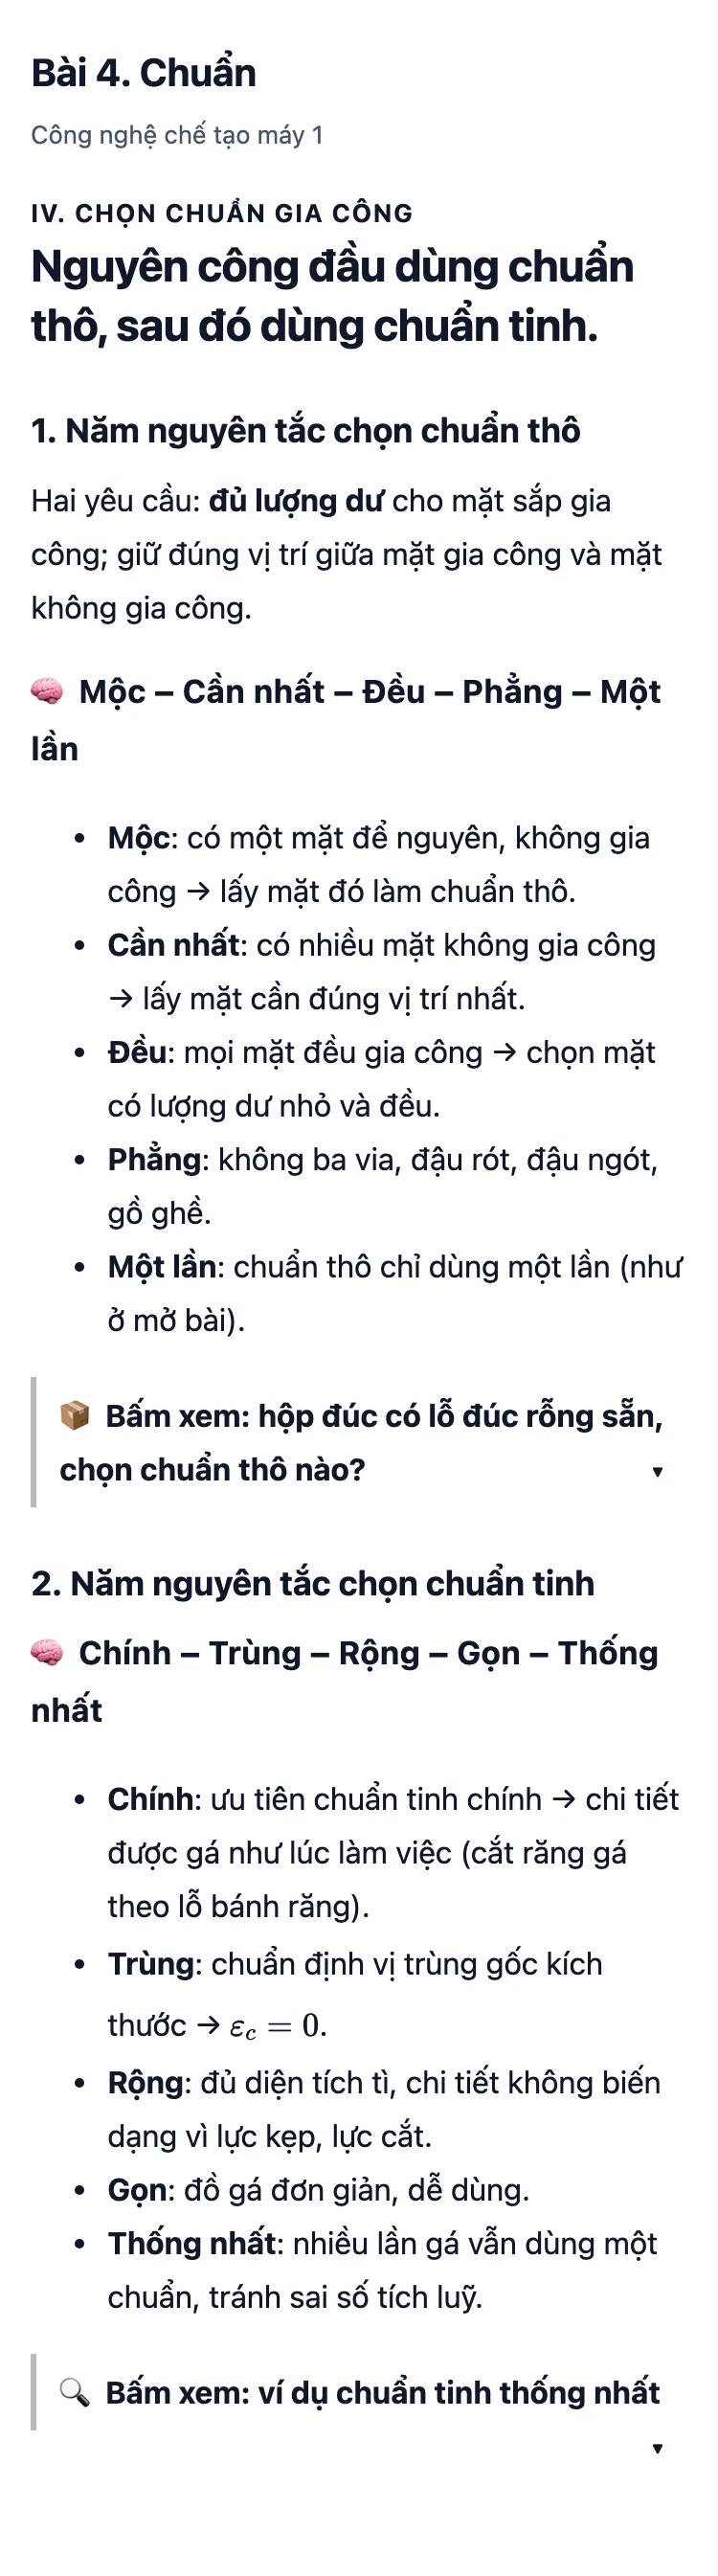 Bài 4. Chuẩn
Công nghệ chế tạo máy 1
IV. CHỌN CHUẨN GIA CÔNG
Nguyên công đầu dùng chuẩn
thô, sau đó dùng chuẩn tinh.
1. Năm nguyên tắc chọn chuẩn thô
Hai yêu cầu: đủ lượng dư cho mặt sắp gia
công; giữ đúng vị trí giữa mặt gia công và mặt
không gia công.
🧠 Mộc – Cần nhất – Đều – Phẳng – Một
lần
• Mộc: có một mặt để nguyên, không gia
công → lấy mặt đó làm chuẩn thô.
• Cần nhất: có nhiều mặt không gia công
→ lấy mặt cần đúng vị trí nhất.
• Đều: mọi mặt đều gia công → chọn mặt
có lượng dư nhỏ và đều.
• Phẳng: không ba via, đậu rót, đậu ngót,
gồ ghề.
• Một lần: chuẩn thô chỉ dùng một lần (như
ở mở bài).
📦 Bấm xem: hộp đúc có lỗ đúc rỗng sẵn,
chọn chuẩn thô nào? ▼
2. Năm nguyên tắc chọn chuẩn tinh
🧠 Chính – Trùng – Rộng – Gọn – Thống
nhất
• Chính: ưu tiên chuẩn tinh chính → chi tiết
được gá như lúc làm việc (cắt răng gá
theo lỗ bánh răng).
• Trùng: chuẩn định vị trùng gốc kích
thước → ε_c = 0.
• Rộng: đủ diện tích tì, chi tiết không biến
dạng vì lực kẹp, lực cắt.
• Gọn: đồ gá đơn giản, dễ dùng.
• Thống nhất: nhiều lần gá vẫn dùng một
chuẩn, tránh sai số tích luỹ.
🔍 Bấm xem: ví dụ chuẩn tinh thống nhất
▼